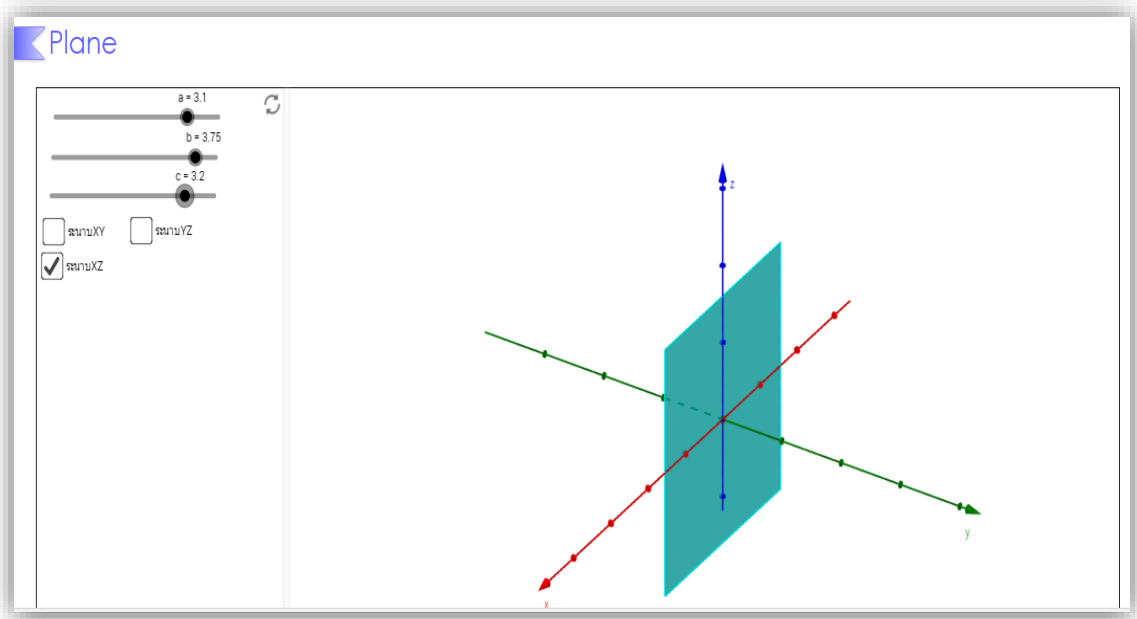 Plane
a = 3.1
b = 3.75
c = 3.2
ระนาบXY
ระนาบYZ
ระนาบXZ
z
y
x